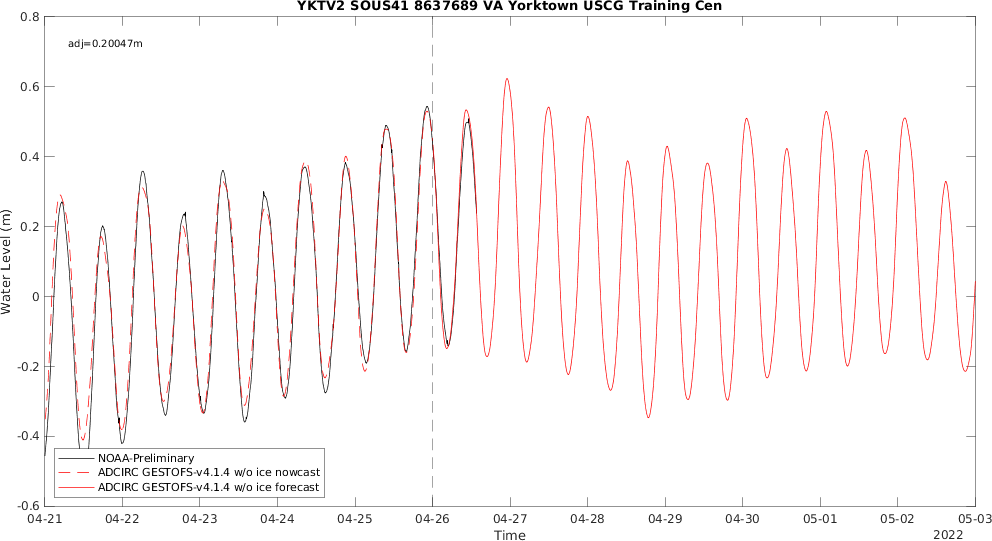 YKTV2 SOUS41 8637689 VA Yorktown USCG Training Cen
adj=0.20047m
0.8
0.6
0.4
0.2
0
-0.2
-0.4
-0.6
Water Level (m)
NOAA-Preliminary
ADCIRC GESTOFS-v4.1.4 w/o ice nowcast
ADCIRC GESTOFS-v4.1.4 w/o ice forecast
04-21 04-22 04-23 04-24 04-25 04-26 04-27 04-28 04-29 04-30 05-01 05-02 05-03
Time
2022